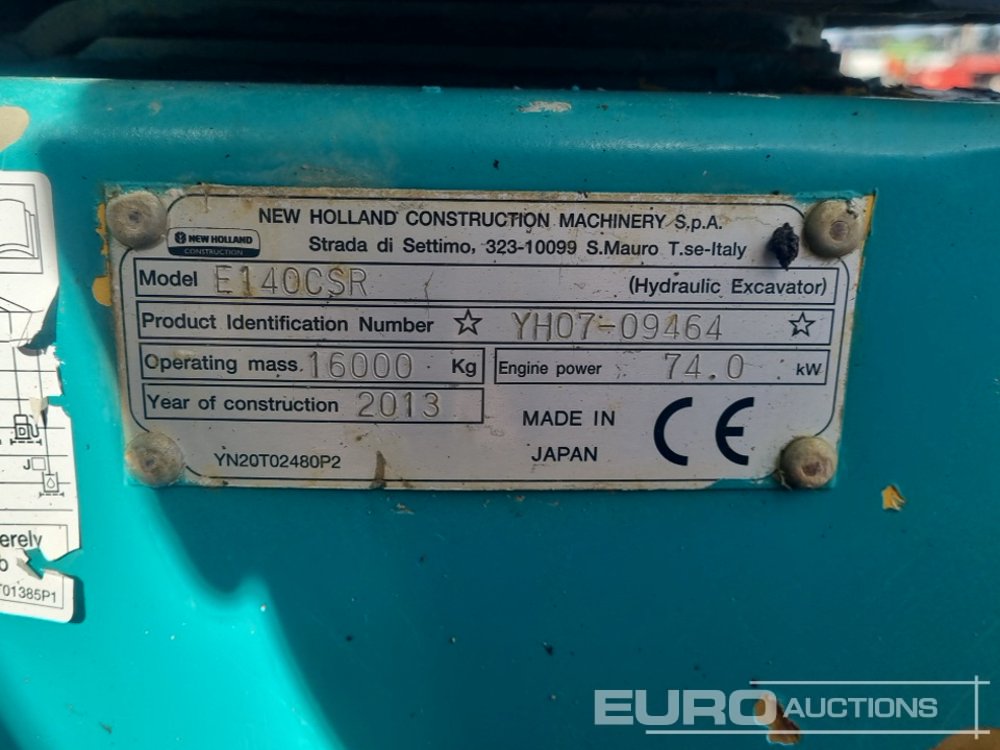 NEW HOLLAND CONSTRUCTION MACHINERY S.p.A.
NEW HOLLAND
CONSTRUCTION
Strada di Settimo, 323-10099 S.Mauro T.se-Italy
Model E140CSR (Hydraulic Excavator)
Product Identification Number ☆ YH07-09464 ☆
Operating mass 16000 Kg
Engine power 74.0 kW
Year of construction 2013
MADE IN
JAPAN
CE
YN20T02480P2
J
erely
T01385P1
EURO AUCTIONS